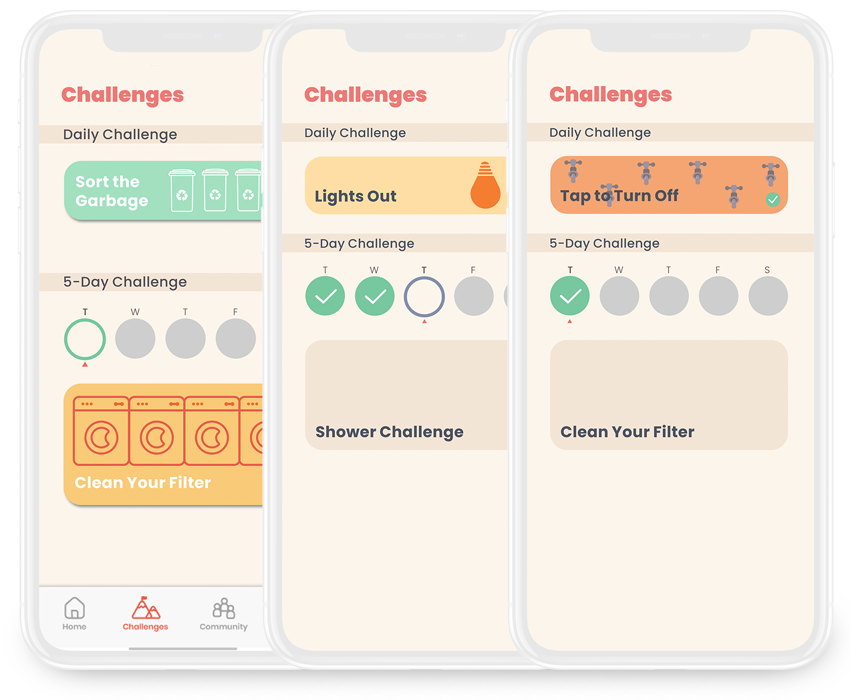 Challenges
Daily Challenge
Sort the
Garbage
5-Day Challenge
T W T F
Clean Your Filter
Home Challenges Community
Challenges
Daily Challenge
Lights Out
5-Day Challenge
T W T F
Shower Challenge
Challenges
Daily Challenge
Tap to Turn Off
5-Day Challenge
T W T F S
Clean Your Filter